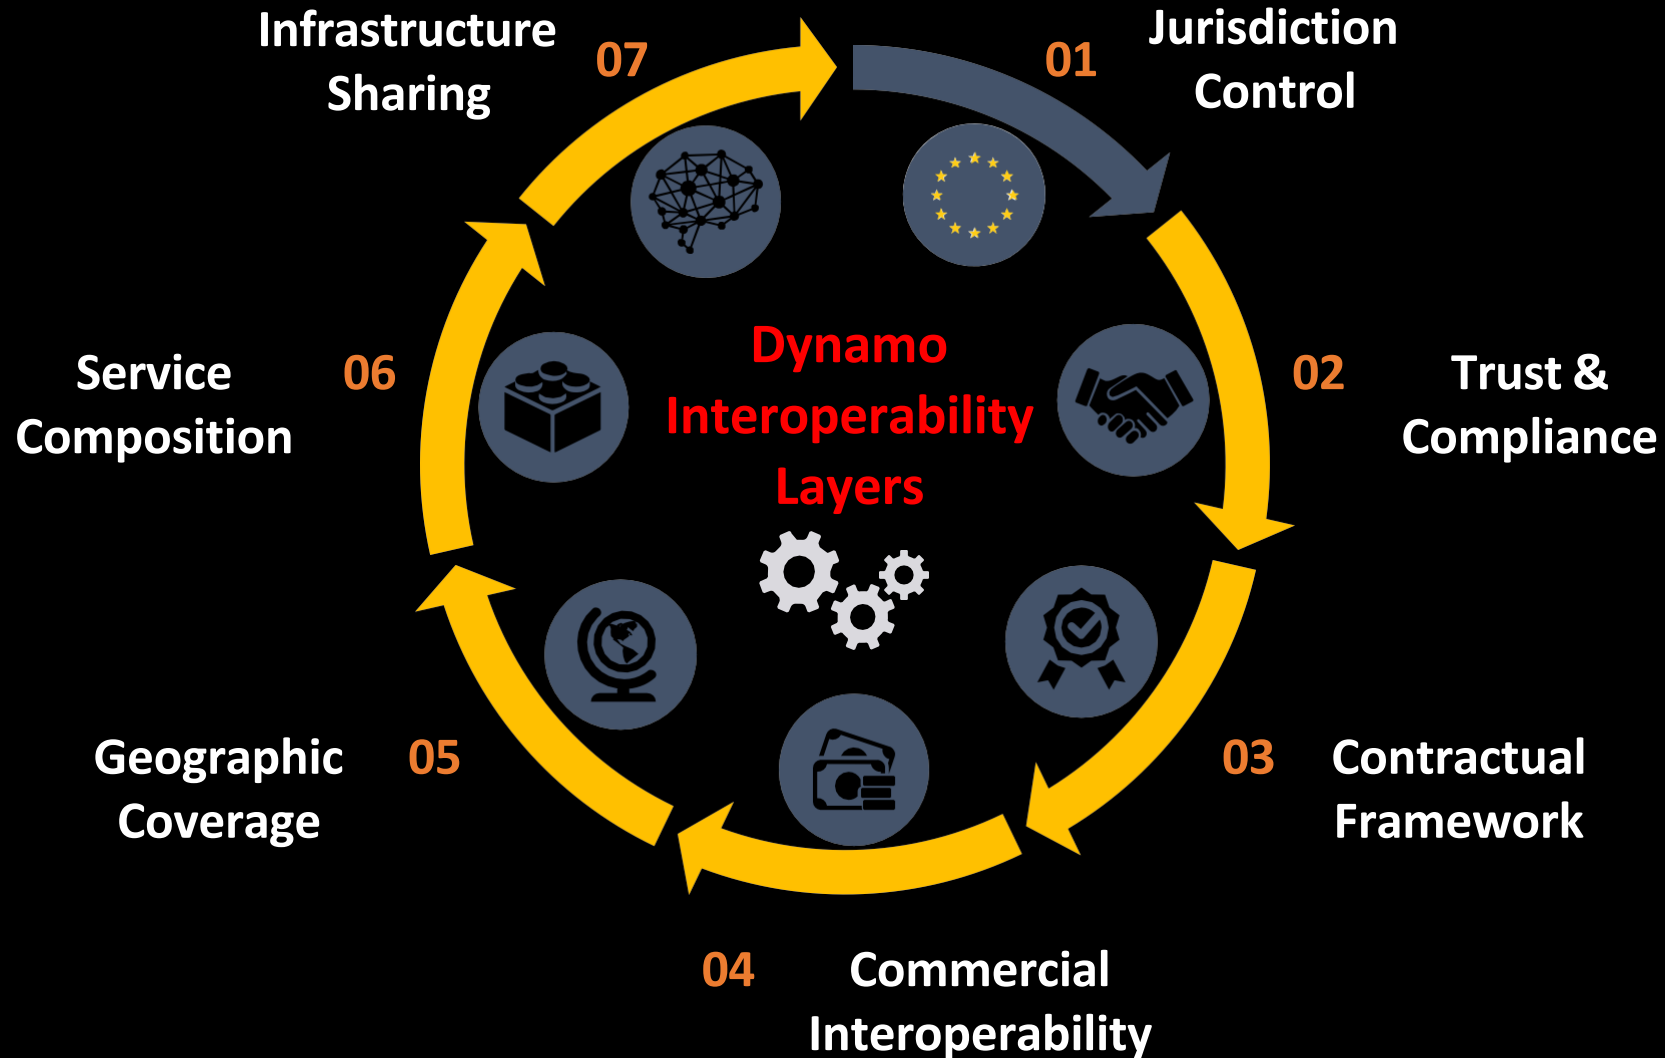 Dynamo
Interoperability
Layers
01
Jurisdiction
Control
02
Trust &
Compliance
03
Contractual
Framework
04
Commercial
Interoperability
05
Geographic
Coverage
06
Service
Composition
07
Infrastructure
Sharing